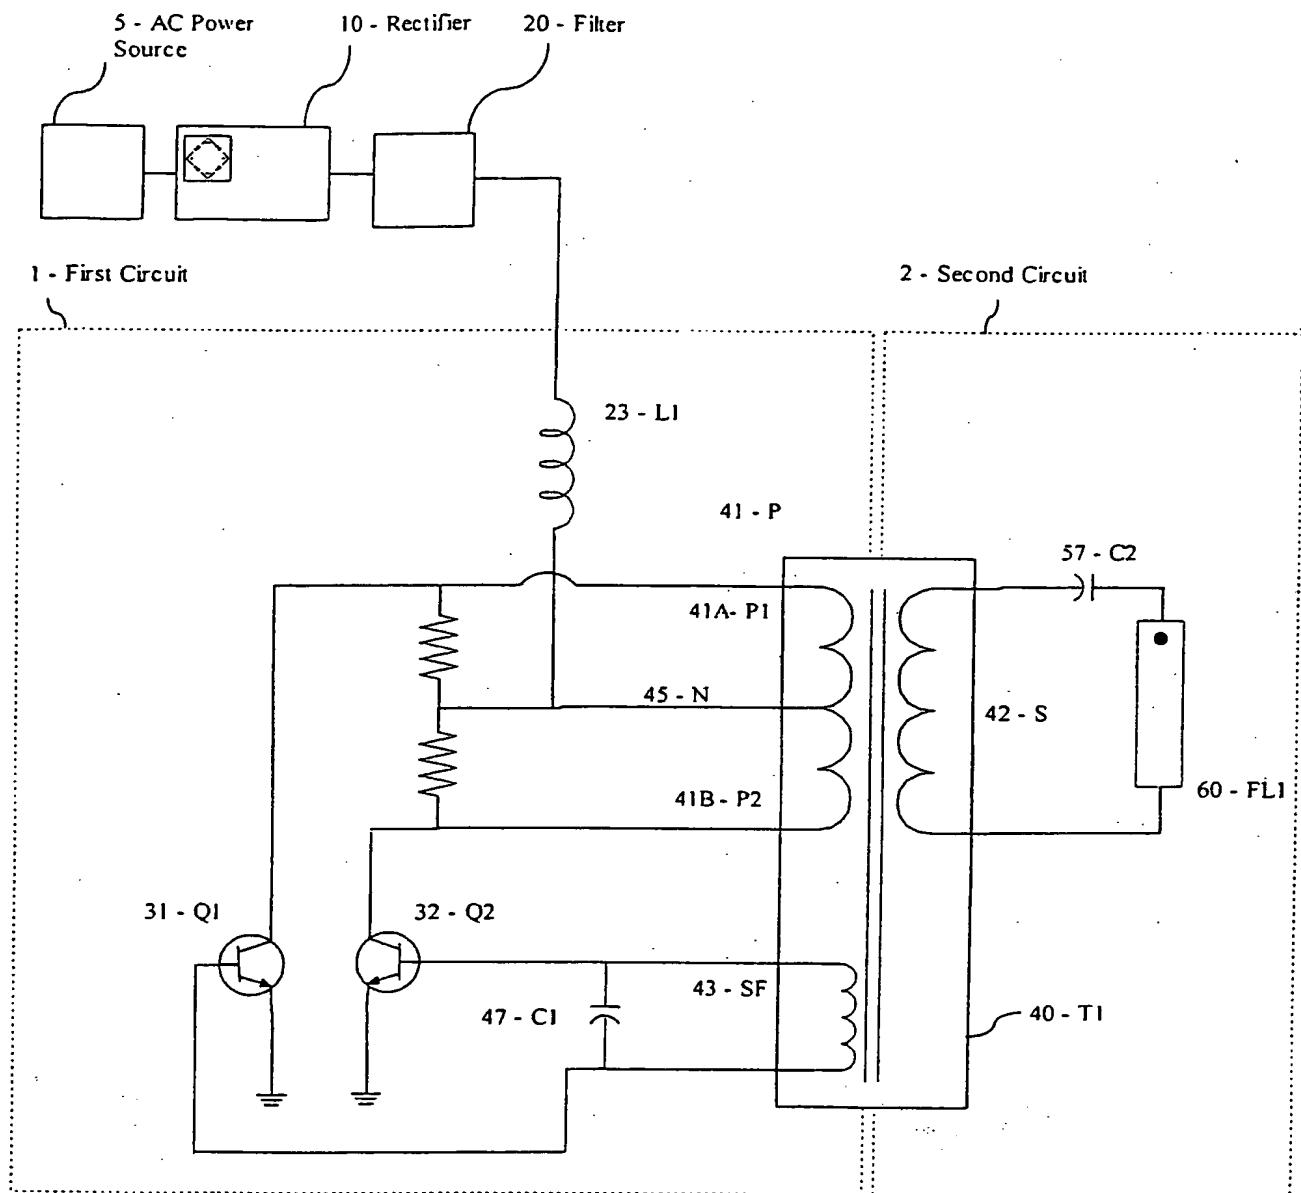 5 - AC Power
Source
10 - Rectifier
20 - Filter
1 - First Circuit
2 - Second Circuit
23 - L1
41 - P
57 - C2
41A- P1
45 - N
42 - S
41B - P2
60 - FL1
31 - Q1
32 - Q2
43 - SF
47 - C1
40 - T1